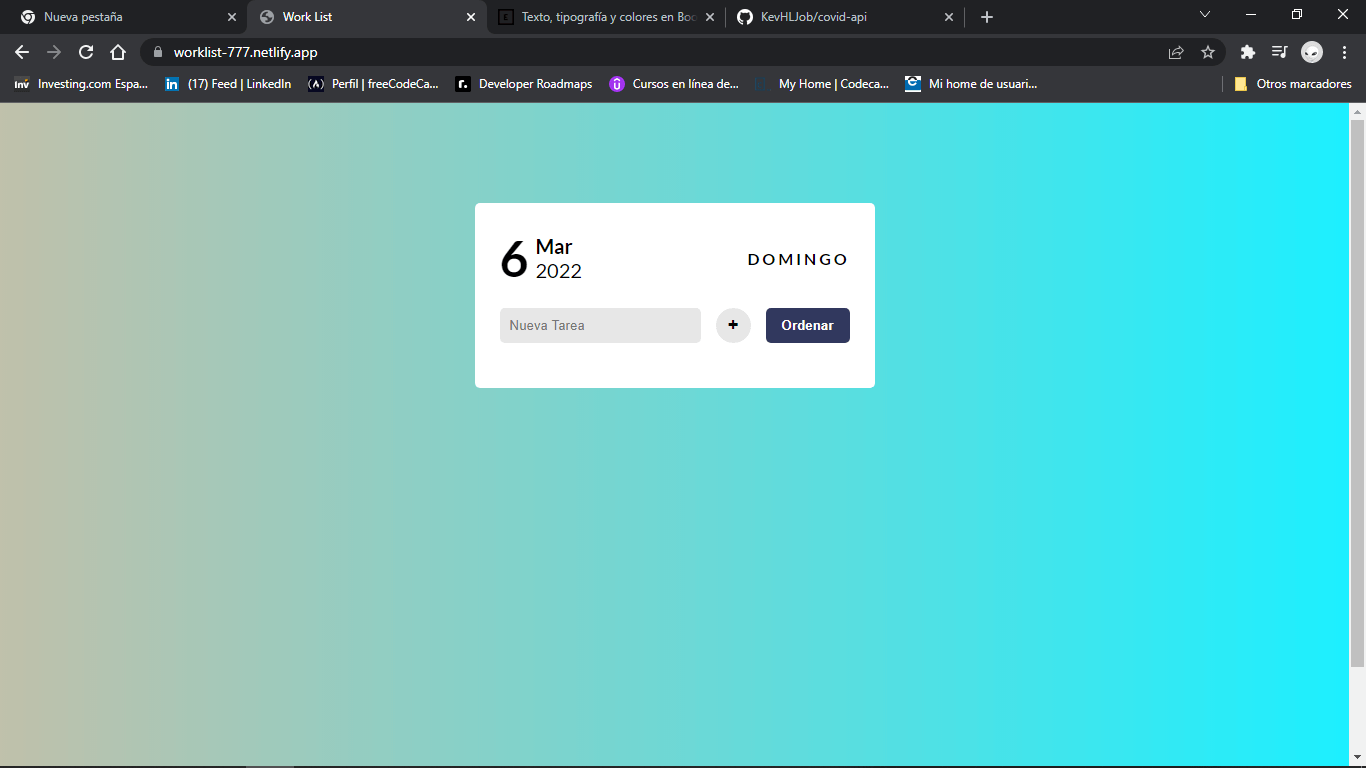 Nueva pestaña
Work List
Texto, tipografía y colores en Boo
KevHLJob/covid-api
worklist-777.netlify.app
Inv Investing.com Espa...
in (17) Feed | LinkedIn
(A) Perfil | freeCodeCa...
r. Developer Roadmaps
Cursos en línea de...
My Home | Codeca...
Mi home de usuari...
Otros marcadores
6 Mar
2022
DOMINGO
Nueva Tarea
+
Ordenar